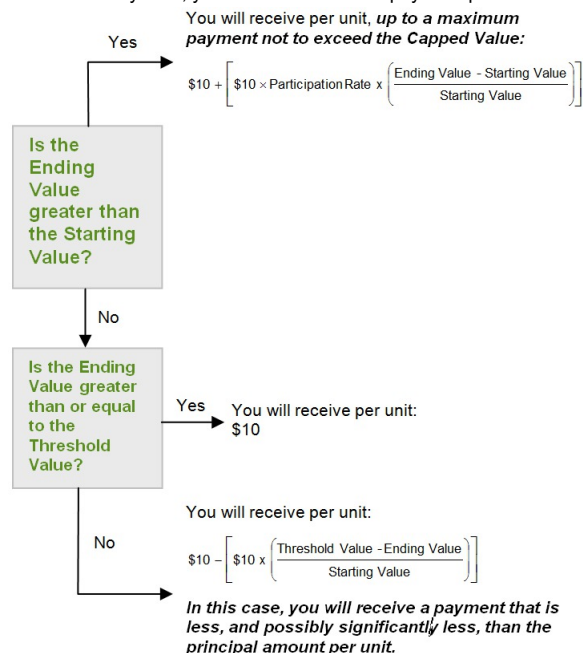 You will receive per unit, up to a maximum
payment not to exceed the Capped Value:
Yes
$10 + [ $10 × Participation Rate x ( Ending Value - Starting Value / Starting Value ) ]
Is the
Ending
Value
greater than
the Starting
Value?
No
Is the Ending
Value greater
than or equal
to the
Threshold
Value?
Yes
You will receive per unit:
$10
You will receive per unit:
No
$10 – [ $10 x ( Threshold Value - Ending Value / Starting Value ) ]
In this case, you will receive a payment that is
less, and possibly significantly less, than the
principal amount per unit.